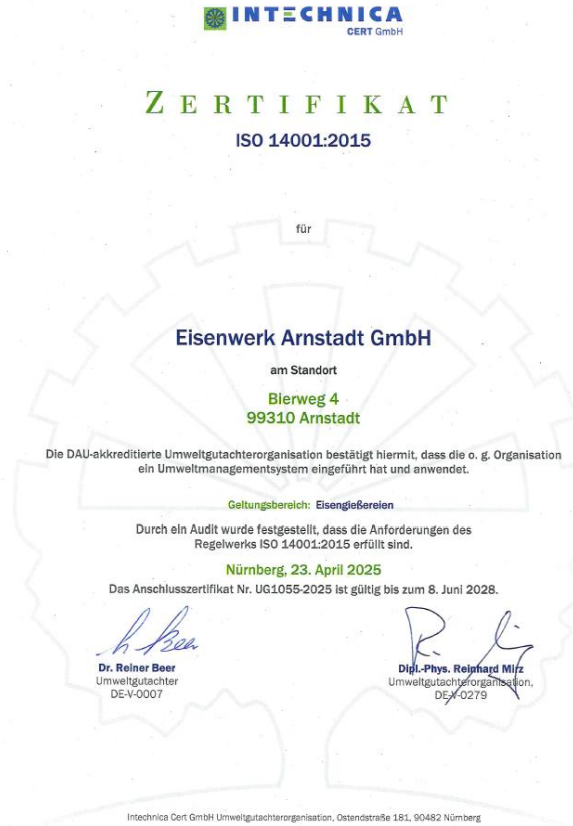 INTECHNICA
CERT GmbH
ZERTIFIKAT
ISO 14001:2015
für
Eisenwerk Arnstadt GmbH
am Standort
Bierweg 4
99310 Arnstadt
Die DAU-akkreditierte Umweltgutachterorganisation bestätigt hiermit, dass die o. g. Organisation
ein Umweltmanagementsystem eingeführt hat und anwendet.
Geltungsbereich: Eisengießereien
Durch ein Audit wurde festgestellt, dass die Anforderungen des
Regelwerks ISO 14001:2015 erfüllt sind.
Nürnberg, 23. April 2025
Das Anschlusszertifikat Nr. UG1055-2025 ist gültig bis zum 8. Juni 2028.
Dr. Reiner Beer
Umweltgutachter
DE-V-0007
Dipl.-Phys. Reinhard Mirz
Umweltgutachterorganisation,
DE-V-0279
Intechnica Cert GmbH Umweltgutachterorganisation, Ostendstraße 181, 90482 Nürnberg